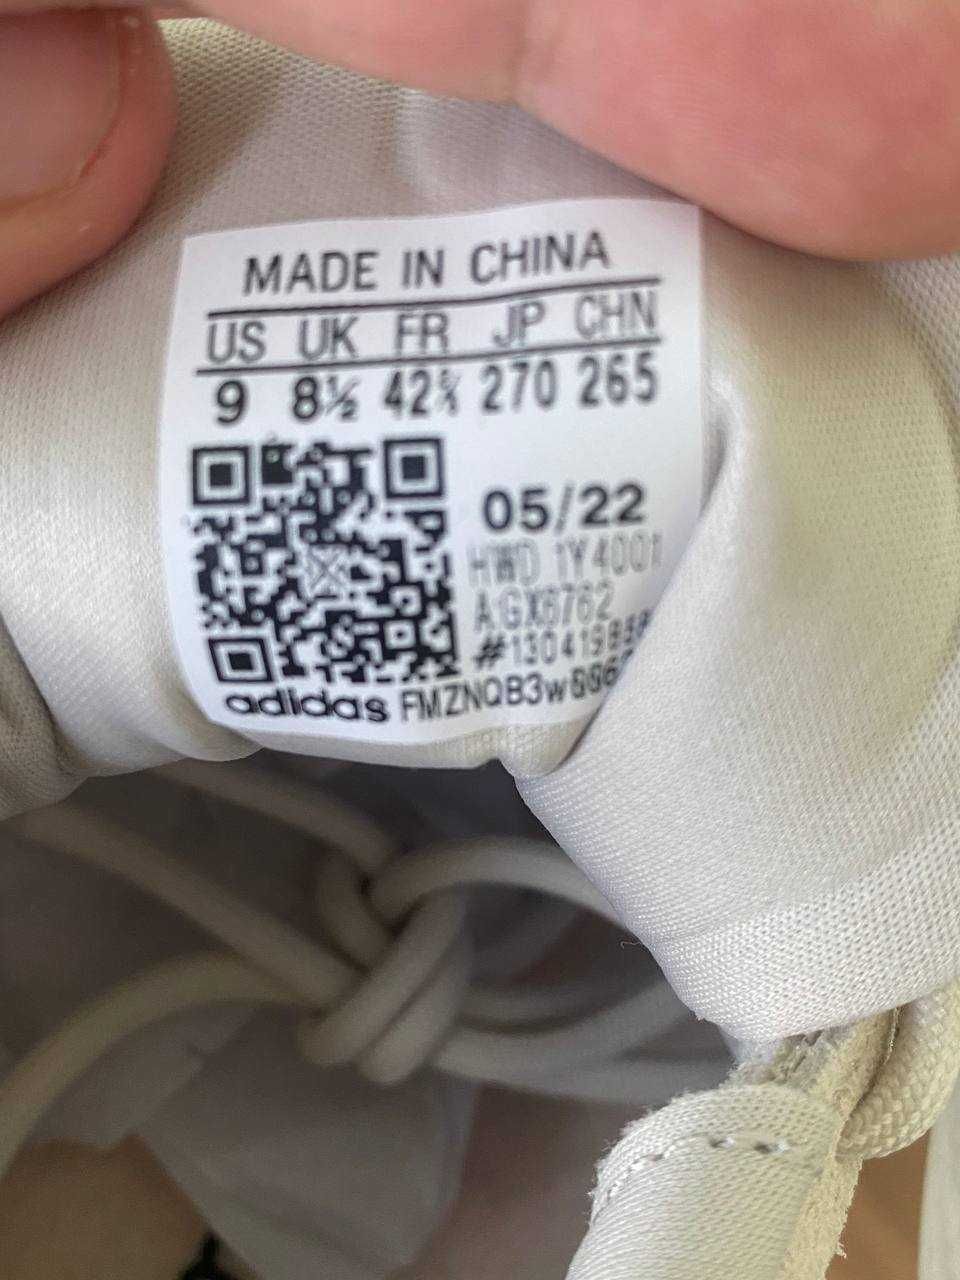 MADE IN CHINA
US UK FR JP CHN
9 8½ 42⅔ 270 265
05/22
HWD 1Y4001
AGX6762
adidas